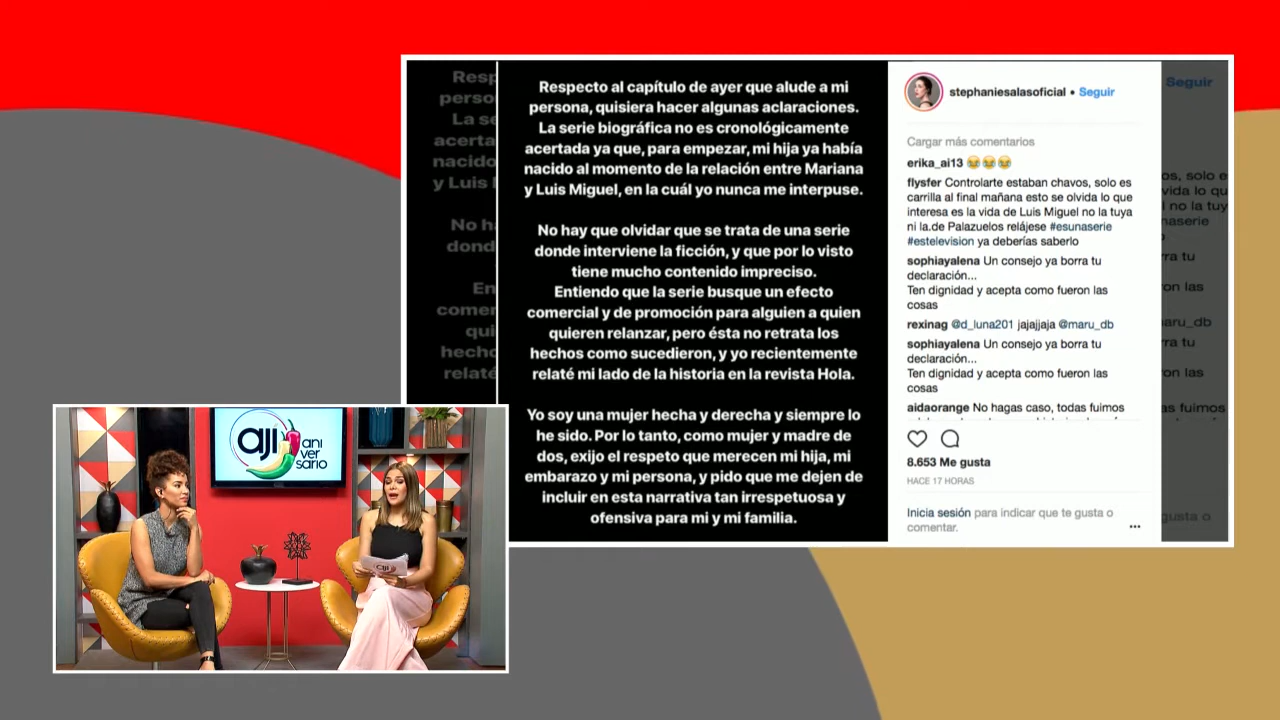 Respecto al capítulo de ayer que alude a mi
persona, quisiera hacer algunas aclaraciones.
La serie biográfica no es cronológicamente
acertada ya que, para empezar, mi hija ya había
nacido al momento de la relación entre Mariana
y Luis Miguel, en la cuál yo nunca me interpuse.
No hay que olvidar que se trata de una serie
donde interviene la ficción, y que por lo visto
tiene mucho contenido impreciso.
Entiendo que la serie busque un efecto
comercial y de promoción para alguien a quien
quieren relanzar, pero ésta no retrata los
hechos como sucedieron, y yo recientemente
relaté mi lado de la historia en la revista Hola.
Yo soy una mujer hecha y derecha y siempre lo
he sido. Por lo tanto, como mujer y madre de
dos, exijo el respeto que merecen mi hija, mi
embarazo y mi persona, y pido que me dejen de
incluir en esta narrativa tan irrespetuosa y
ofensiva para mi y mi familia.
stephaniesalasoficial • Seguir
Cargar más comentarios
erika_ai13 😂😂😂
flysfer Controlarte estaban chavos, solo es
carrilla al final mañana esto se olvida lo que
interesa es la vida de Luis Miguel no la tuya
ni la.de Palazuelos relájese #esunaserie
#estelevision ya deberías saberlo
sophiayalena Un consejo ya borra tu
declaración...
Ten dignidad y acepta como fueron las
cosas
rexinag @d_luna201 jajajjaja @maru_db
sophiayalena Un consejo ya borra tu
declaración...
Ten dignidad y acepta como fueron las
cosas
aidaorange No hagas caso, todas fuimos
8.653 Me gusta
HACE 17 HORAS
Inicia sesión para indicar que te gusta o
comentar.
Seguir
ají
ani
ver
sario
ají